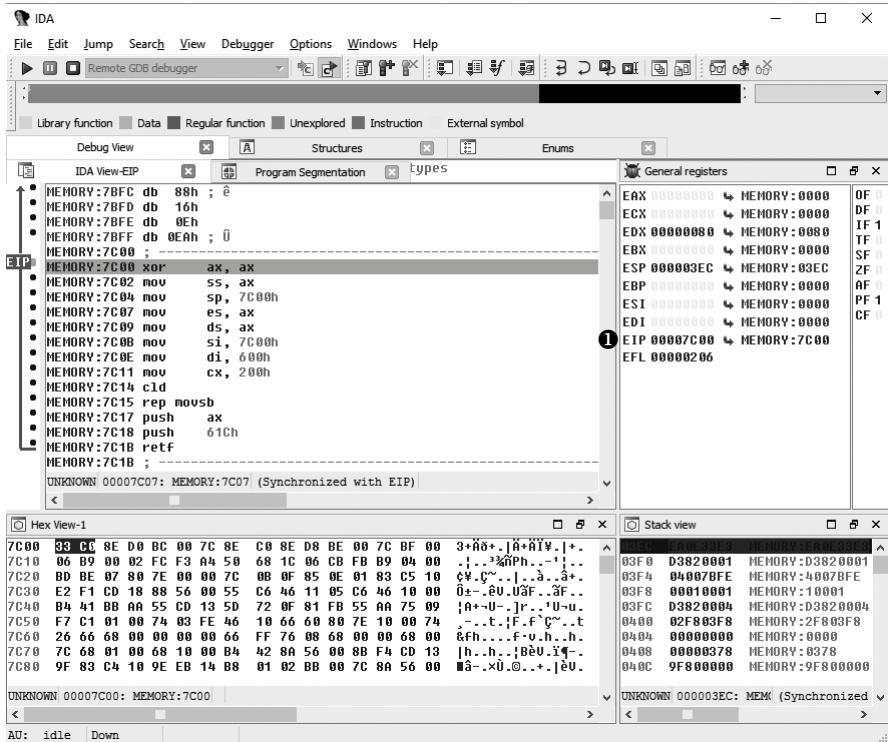 IDA
File Edit Jump Search View Debugger Options Windows Help
Remote GDB debugger
Library function Data Regular function Unexplored Instruction External symbol
Debug View Structures Enums
IDA View-EIP Program Segmentation types
MEMORY:7BFC db 88h ; ê
MEMORY:7BFD db 16h
MEMORY:7BFE db 0Eh
MEMORY:7BFF db 0EAh ; Û
MEMORY:7C00 ; ------------------------------------------------
EIP
MEMORY:7C00 xor ax, ax
MEMORY:7C02 mov ss, ax
MEMORY:7C04 mov sp, 7C00h
MEMORY:7C07 mov es, ax
MEMORY:7C09 mov ds, ax
MEMORY:7C0B mov si, 7C00h
MEMORY:7C0E mov di, 600h
MEMORY:7C11 mov cx, 200h
MEMORY:7C14 cld
MEMORY:7C15 rep movsb
MEMORY:7C17 push ax
MEMORY:7C18 push 61Ch
MEMORY:7C1B retf
MEMORY:7C1B ; ------------------------------------------------
UNKNOWN 00007C07: MEMORY:7C07 (Synchronized with EIP)
General registers
EAX 00000000 MEMORY:0000
ECX 00000000 MEMORY:0000
EDX 00000080 MEMORY:0080
EBX 00000000 MEMORY:0000
ESP 000003EC MEMORY:03EC
EBP 00000000 MEMORY:0000
ESI 00000000 MEMORY:0000
EDI 00000000 MEMORY:0000
❶ EIP 00007C00 MEMORY:7C00
EFL 00000206
OF 0
DF 0
IF 1
TF 0
SF 0
ZF 0
AF 0
PF 1
CF 0
Hex View-1
7C00 33 C0 8E D0 BC 00 7C 8E C0 8E D8 BE 00 7C BF 00
7C10 06 B9 00 02 FC F3 A4 50 68 1C 06 CB FB B9 04 00
7C20 BD BE 07 80 7E 00 00 7C 0B 0F 85 0E 01 83 C5 10
7C30 E2 F1 CD 18 88 56 00 55 C6 46 11 05 C6 46 10 00
7C40 B4 41 BB AA 55 CD 13 5D 72 0F 81 FB 55 AA 75 09
7C50 F7 C1 01 00 74 03 FE 46 10 66 60 80 7E 10 00 74
7C60 26 66 68 00 00 00 00 66 FF 76 08 68 00 00 68 00
7C70 7C 68 01 00 68 10 00 B4 42 8A 56 00 8B F4 CD 13
7C80 9F 83 C4 10 9E EB 14 B8 01 02 BB 00 7C 8A 56 00
UNKNOWN 00007C00: MEMORY:7C00
Stack view
03EC EA0E33E3 MEMORY:EA0E33E3
03F0 D3820001 MEMORY:D3820001
03F4 04007BFE MEMORY:4007BFE
03F8 00010001 MEMORY:10001
03FC D3820004 MEMORY:D3820004
0400 02F803F8 MEMORY:2F803F8
0404 00000000 MEMORY:0000
0408 00000378 MEMORY:0378
040C 9F800000 MEMORY:9F800000
UNKNOWN 000003EC: MEM( (Synchronized
AU: idle Down